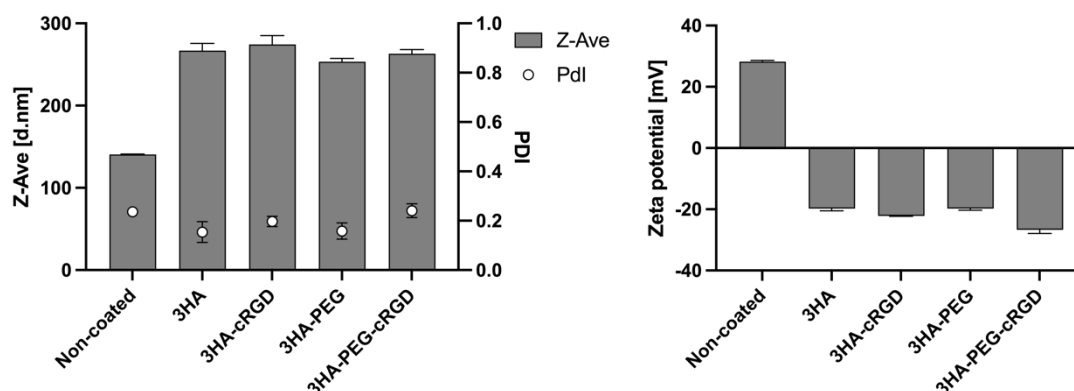 Z-Ave [d.nm]
300
200
100
0
1.0
0.8
0.6
0.4
0.2
0.0
PDI
Z-Ave
PdI
Non-coated
3HA
3HA-cRGD
3HA-PEG
3HA-PEG-cRGD
Zeta potential [mV]
40
20
0
-20
-40
Non-coated
3HA
3HA-cRGD
3HA-PEG
3HA-PEG-cRGD